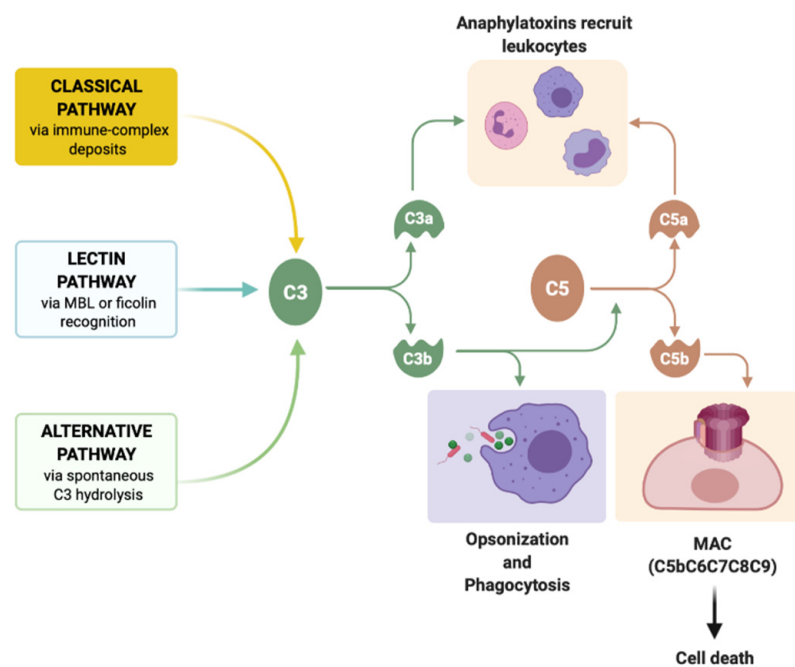 Anaphylatoxins recruit
leukocytes
CLASSICAL
PATHWAY
via immune-complex
deposits
LECTIN
PATHWAY
via MBL or ficolin
recognition
ALTERNATIVE
PATHWAY
via spontaneous
C3 hydrolysis
C3
C3a
C3b
C5
C5a
C5b
Opsonization
and
Phagocytosis
MAC
(C5bC6C7C8C9)
Cell death